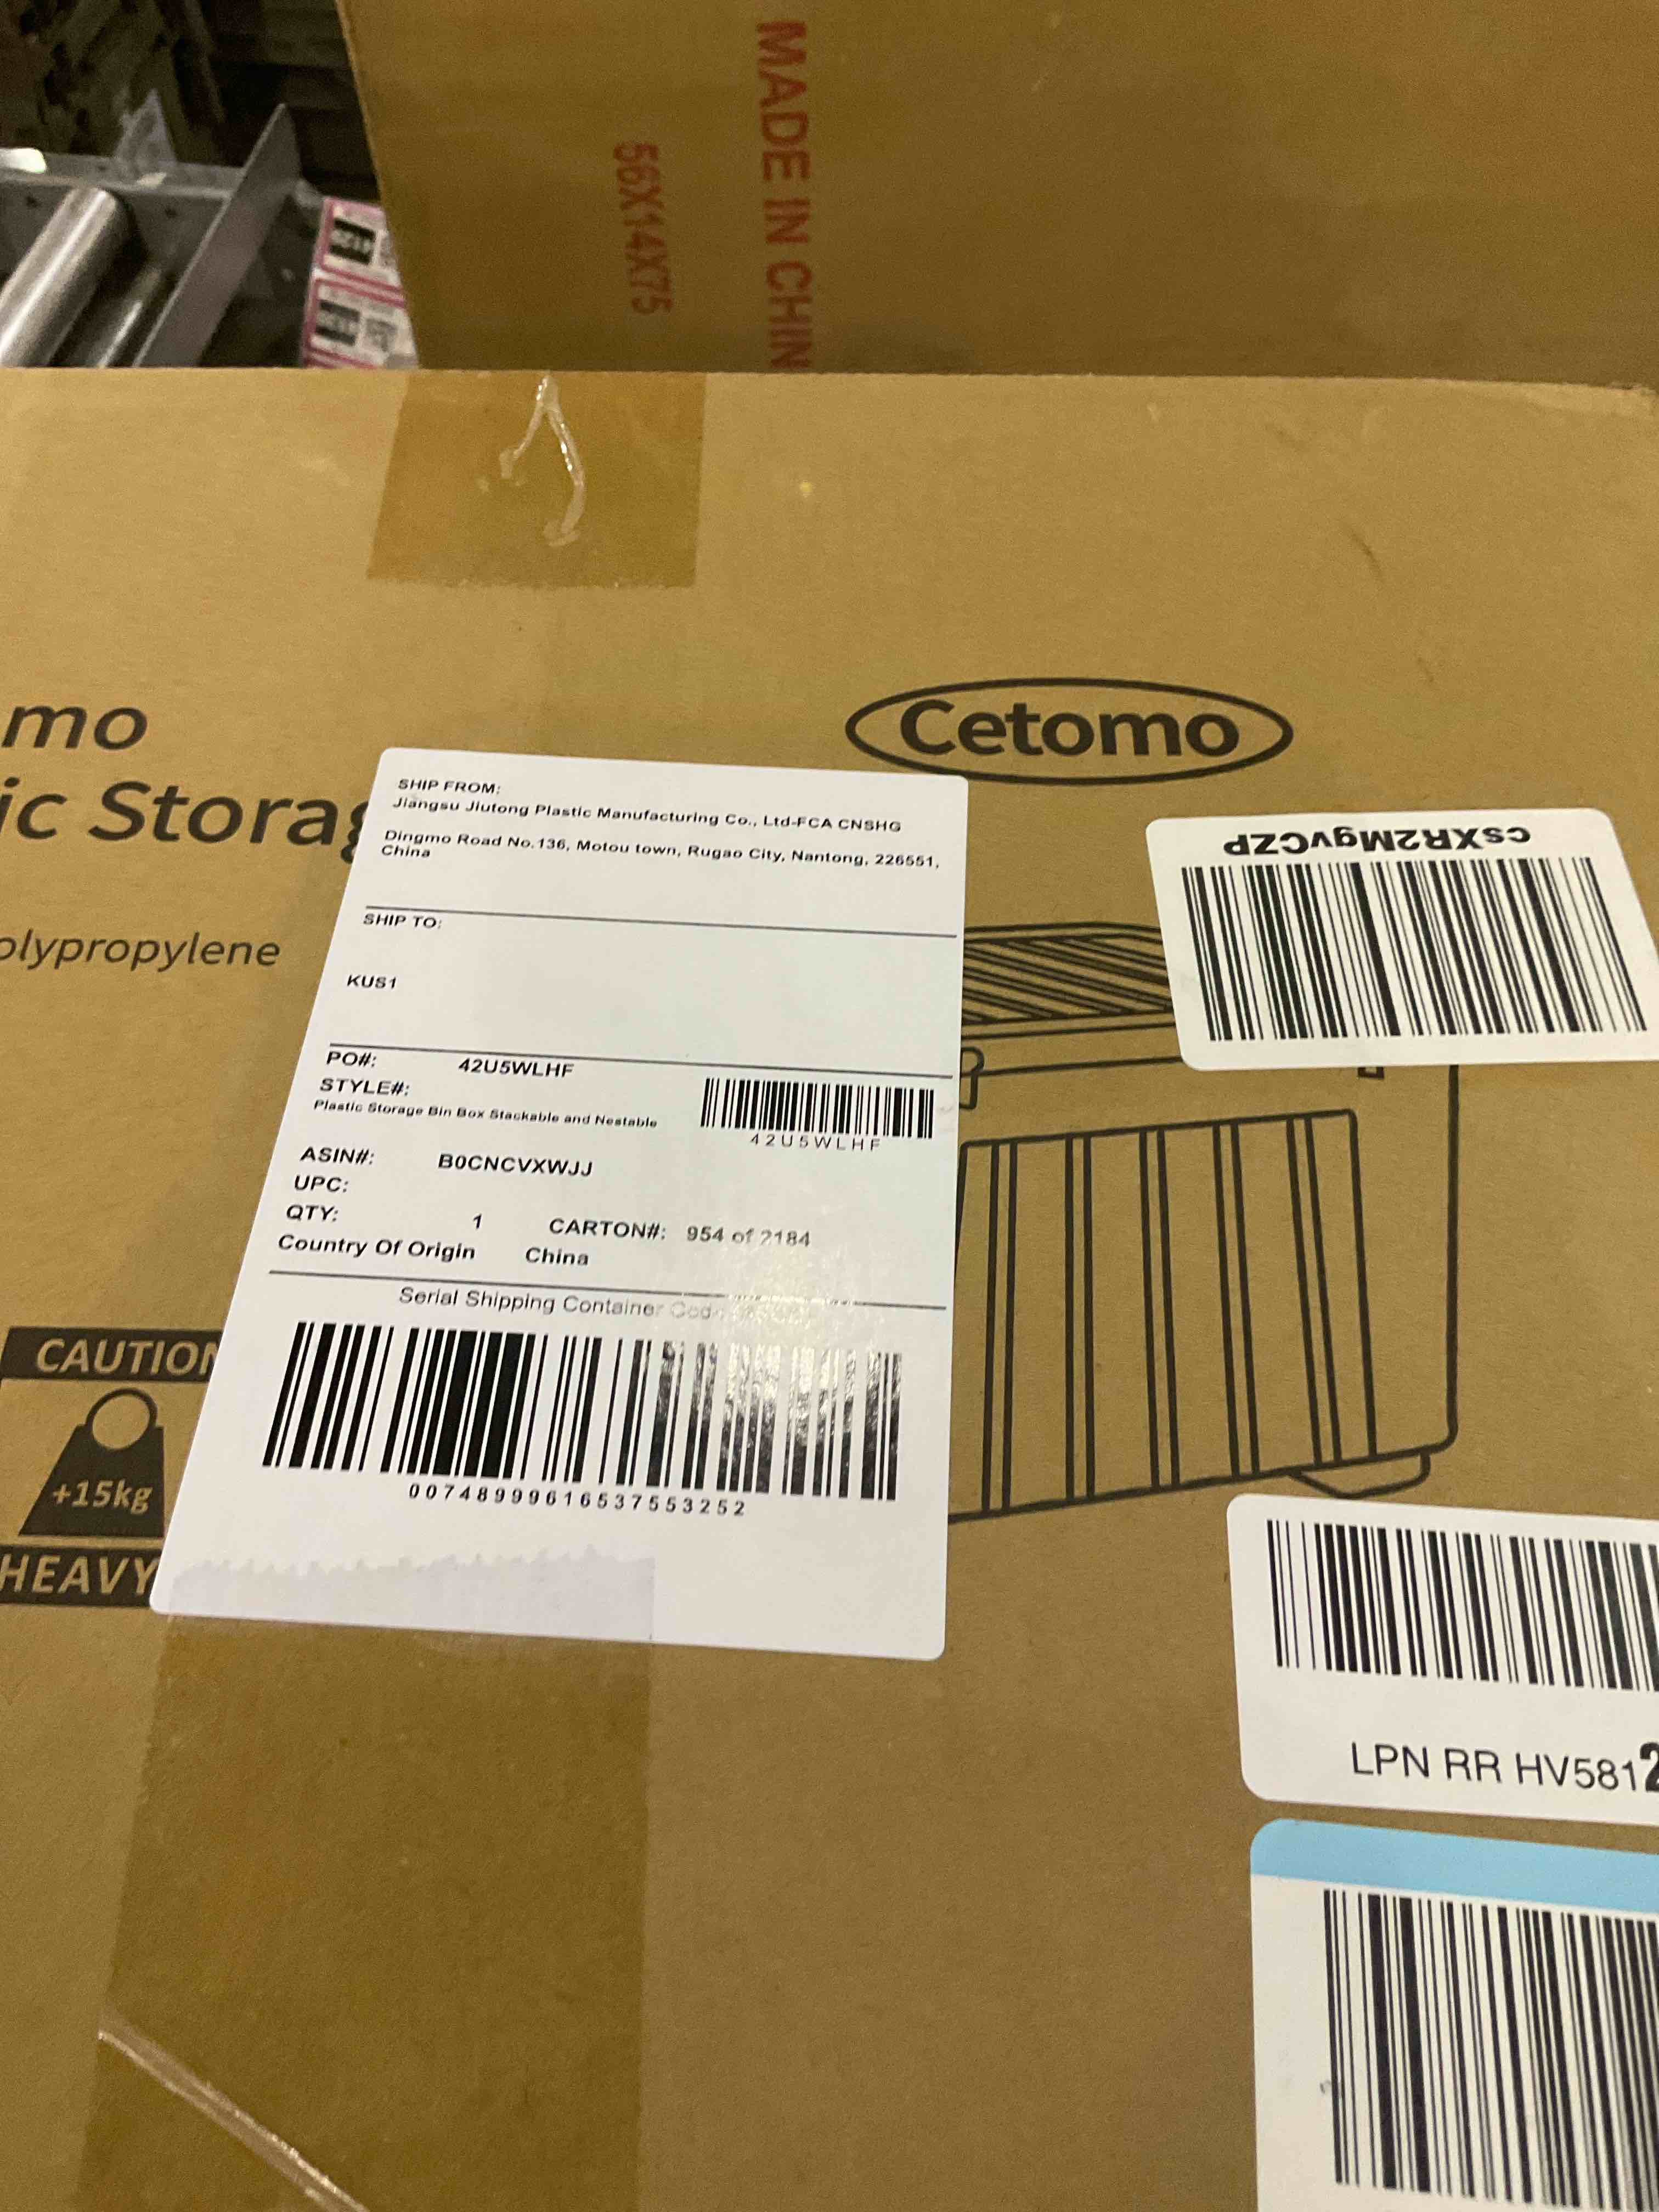 MADE IN CHIN
56X14X75
mo
ic Storag
olypropylene
Cetomo
SHIP FROM:
Jiangsu Jiutong Plastic Manufacturing Co., Ltd-FCA CNSHG
Dingmo Road No.136, Motou town, Rugao City, Nantong, 226551,
China
SHIP TO:
KUS1
PO#: 42U5WLHF
STYLE#:
Plastic Storage Bin Box Stackable and Nestable
42U5WLHF
ASIN#: B0CNCVXWJJ
UPC:
QTY: 1 CARTON#: 954 of 2184
Country Of Origin China
Serial Shipping Container
00748999616537553252
csXR2MgvCZP
CAUTION
+15kg
HEAVY
LPN RR HV5812